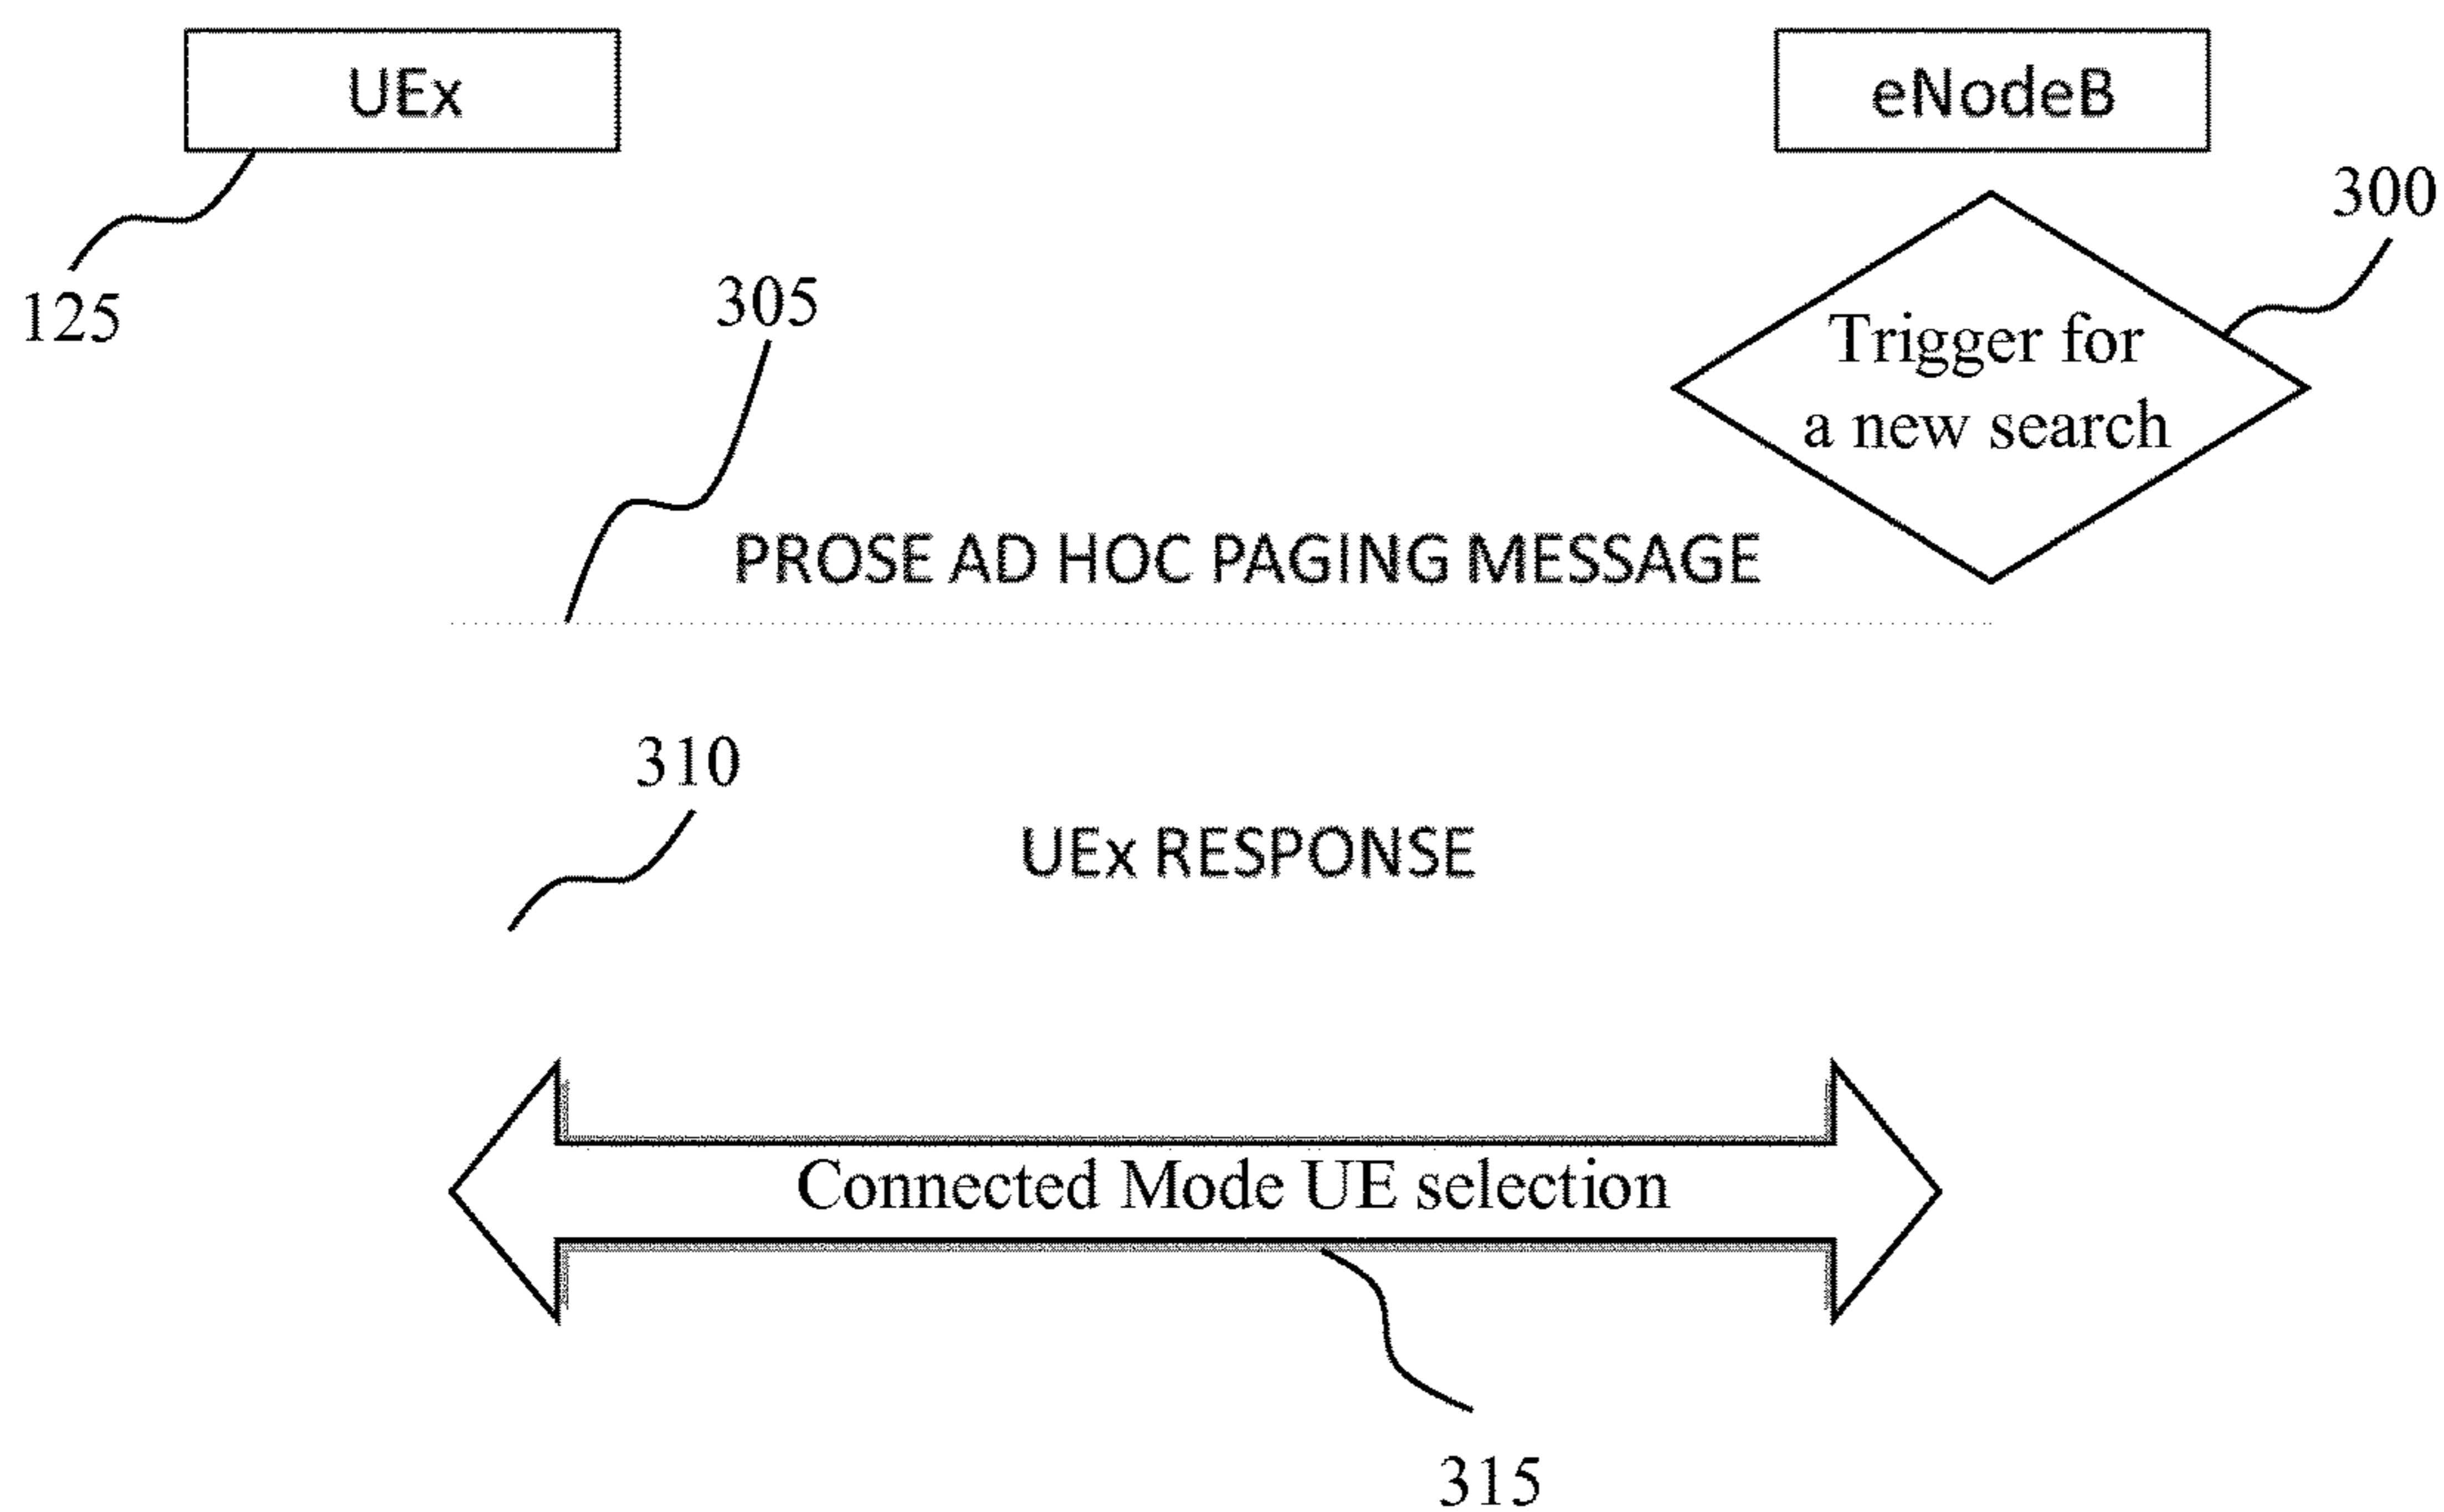 UEx
eNodeB
300
125
305
Trigger for
a new search
PROSE AD HOC PAGING MESSAGE
310
UEx RESPONSE
Connected Mode UE selection
315